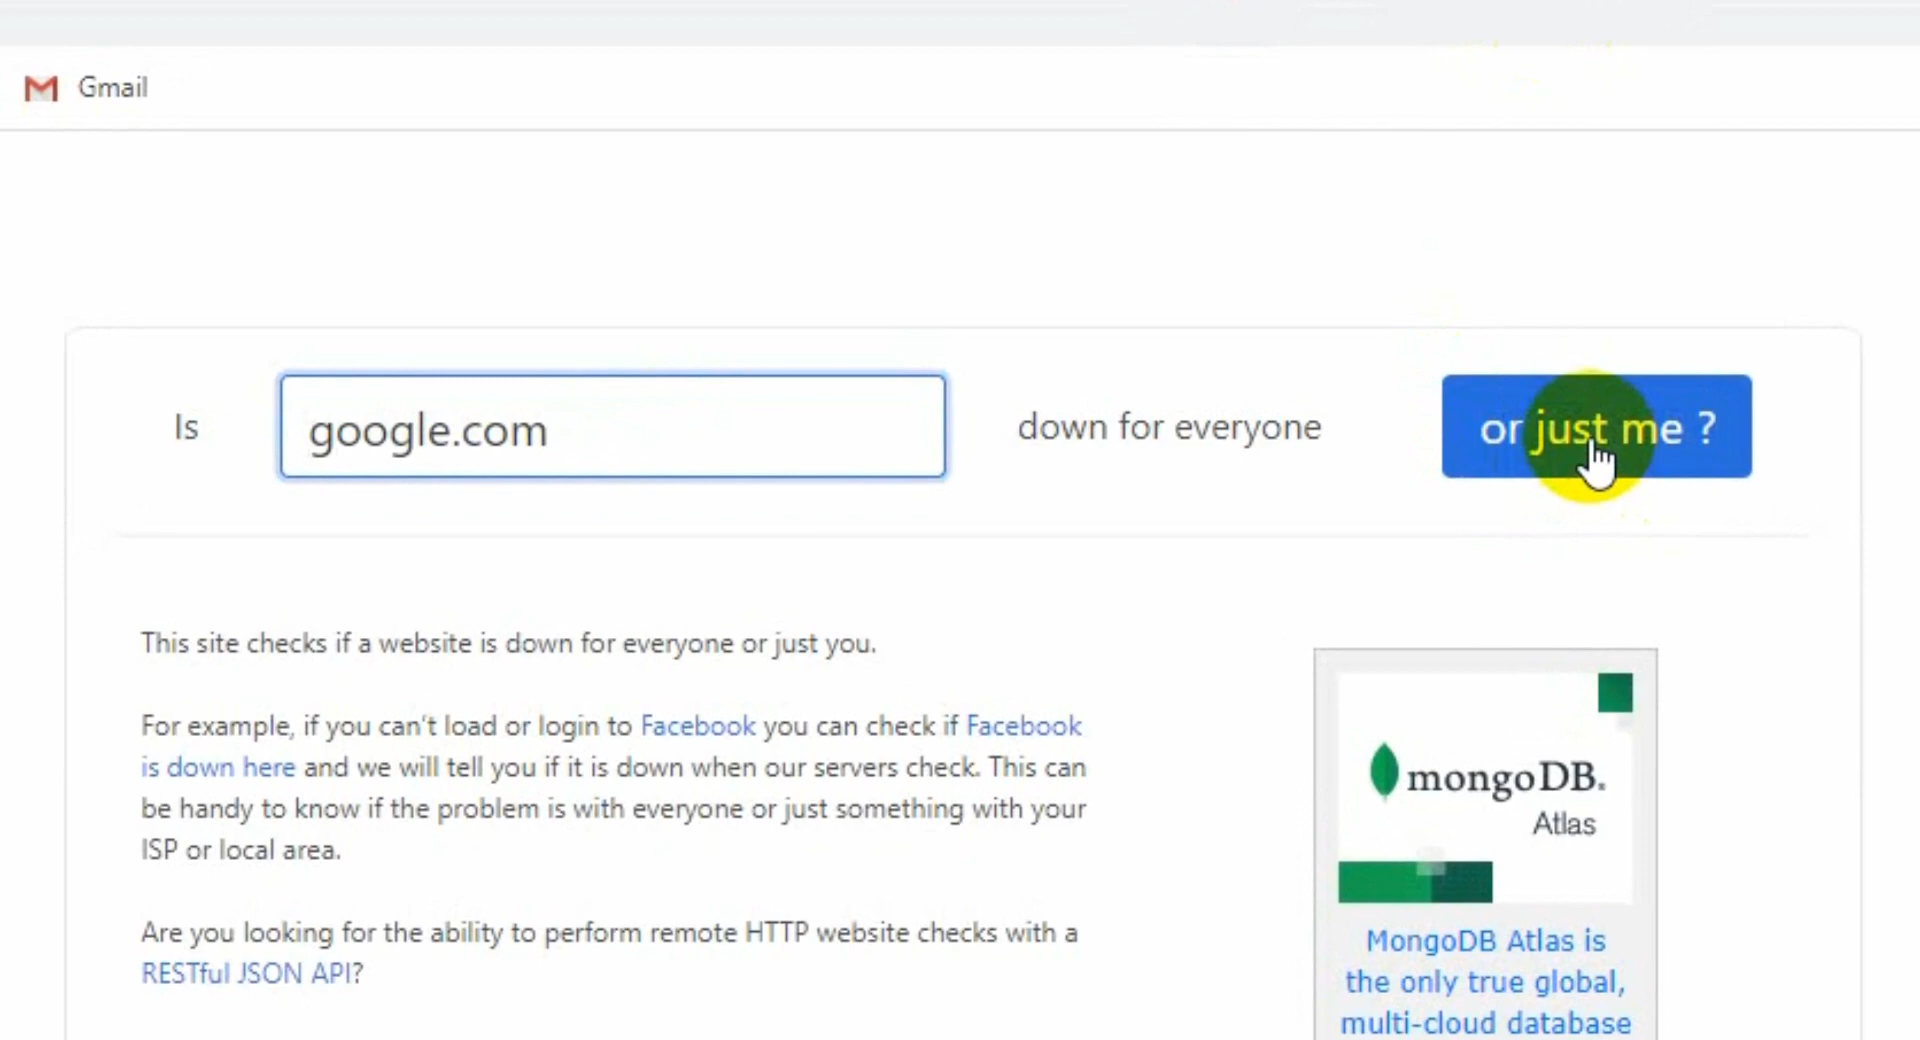 Gmail
Is google.com down for everyone or just me ?
This site checks if a website is down for everyone or just you.
For example, if you can't load or login to Facebook you can check if Facebook
is down here and we will tell you if it is down when our servers check. This can
be handy to know if the problem is with everyone or just something with your
ISP or local area.
Are you looking for the ability to perform remote HTTP website checks with a
RESTful JSON API?
mongoDB.
Atlas
MongoDB Atlas is
the only true global,
multi-cloud database